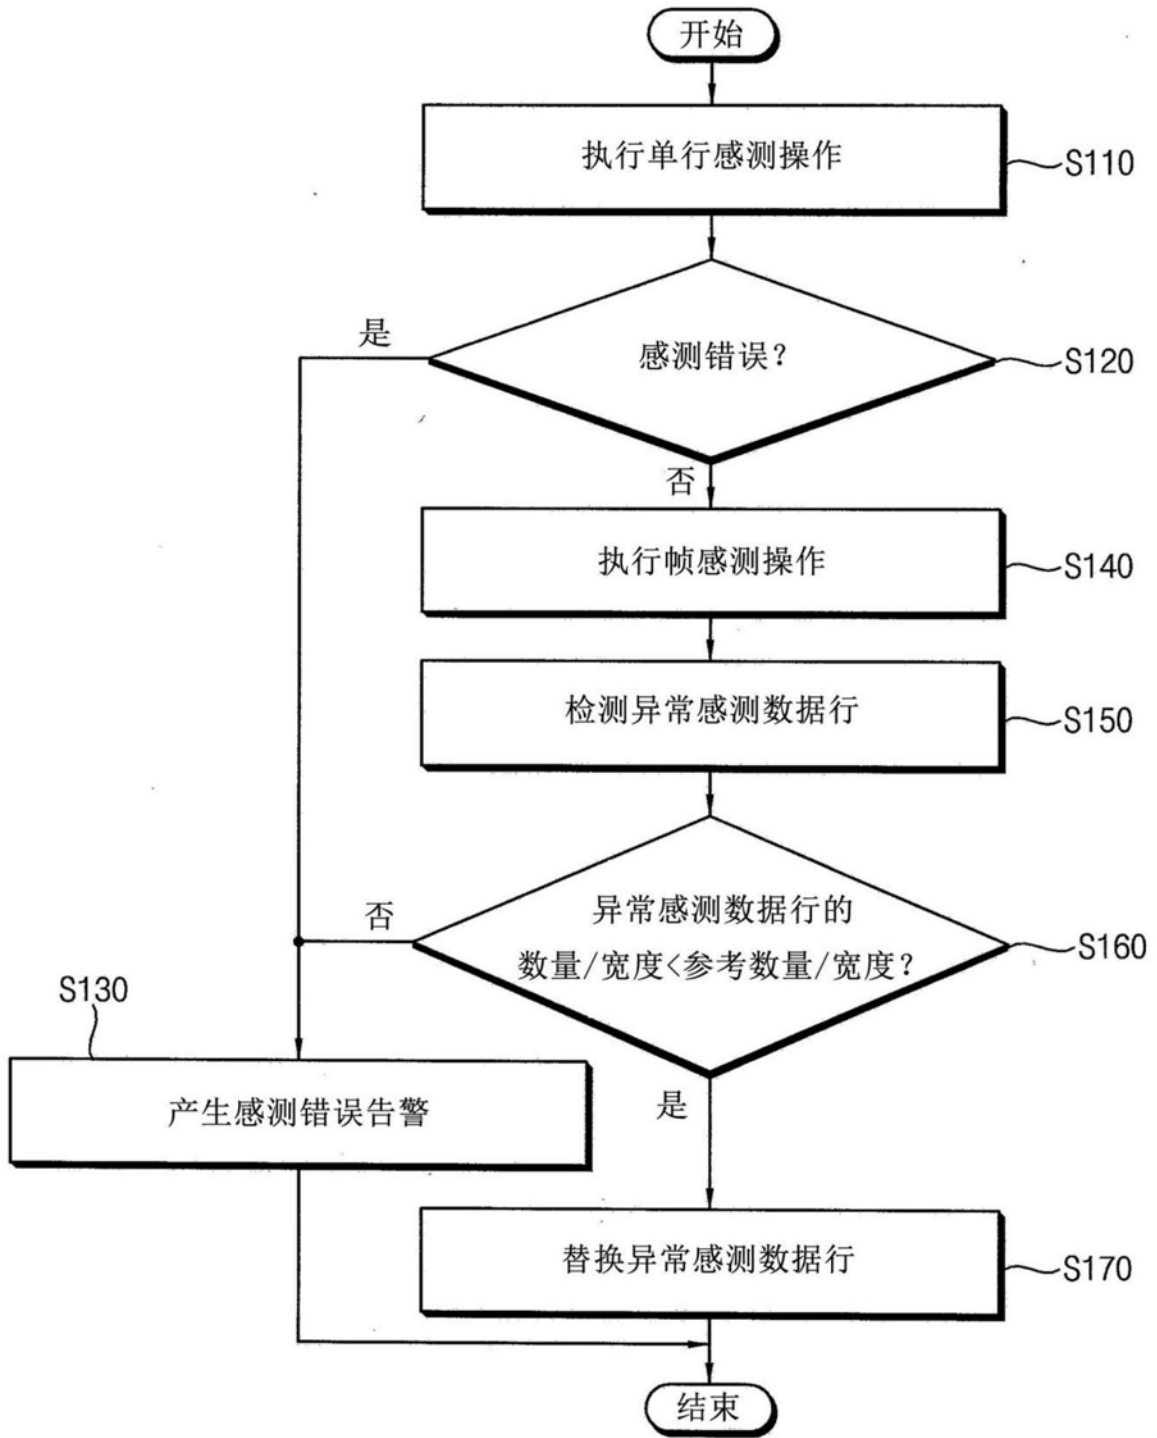 开始
执行单行感测操作
S110
是
感测错误？
S120
否
执行帧感测操作
S140
检测异常感测数据行
S150
否
异常感测数据行的
数量/宽度<参考数量/宽度？
S160
S130
产生感测错误告警
是
替换异常感测数据行
S170
结束